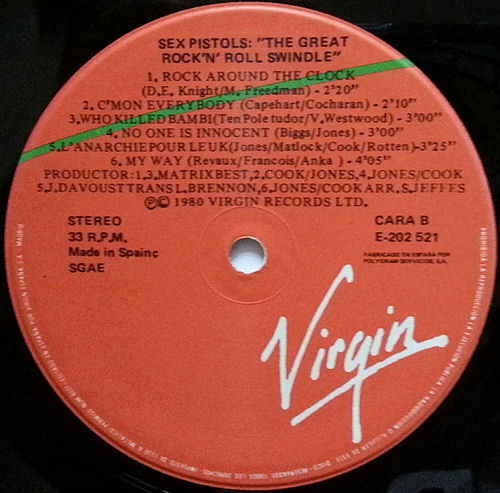 SEX PISTOLS: "THE GREAT
ROCK'N' ROLL SWINDLE"
1. ROCK AROUND THE CLOCK
(D.E. Knight/M. Freedman) - 2'20"
2. C'MON EVERYBODY (Capehart/Cocharan) - 2'10"
3.WHO KILLED BAMBI(Ten Pole tudor/V.Westwood) - 3'00"
4. NO ONE IS INNOCENT (Biggs/Jones) - 3'00"
5.L'ANARCHIE POUR LE UK(Jones/Matlock/Cook/Rotten)-3'25"
6. MY WAY (Revaux/Francois/Anka ) - 4'05"
PRODUCTOR: 1.3. MATRIXBEST, 2.COOK/JONES, 4.JONES/COOK
5.J. DAVOUST TRANS L. BRENNON, 6.JONES/COOK ARR. S.JEFFFS
℗© 1980 VIRGIN RECORDS LTD.
STEREO
33 R.P.M.
Made in Spainç
SGAE
CARA B
E-202 521
FABRICADO EN ESPAÑA POR
POLYGRAM SERVICIOS, S.A.
Virgin